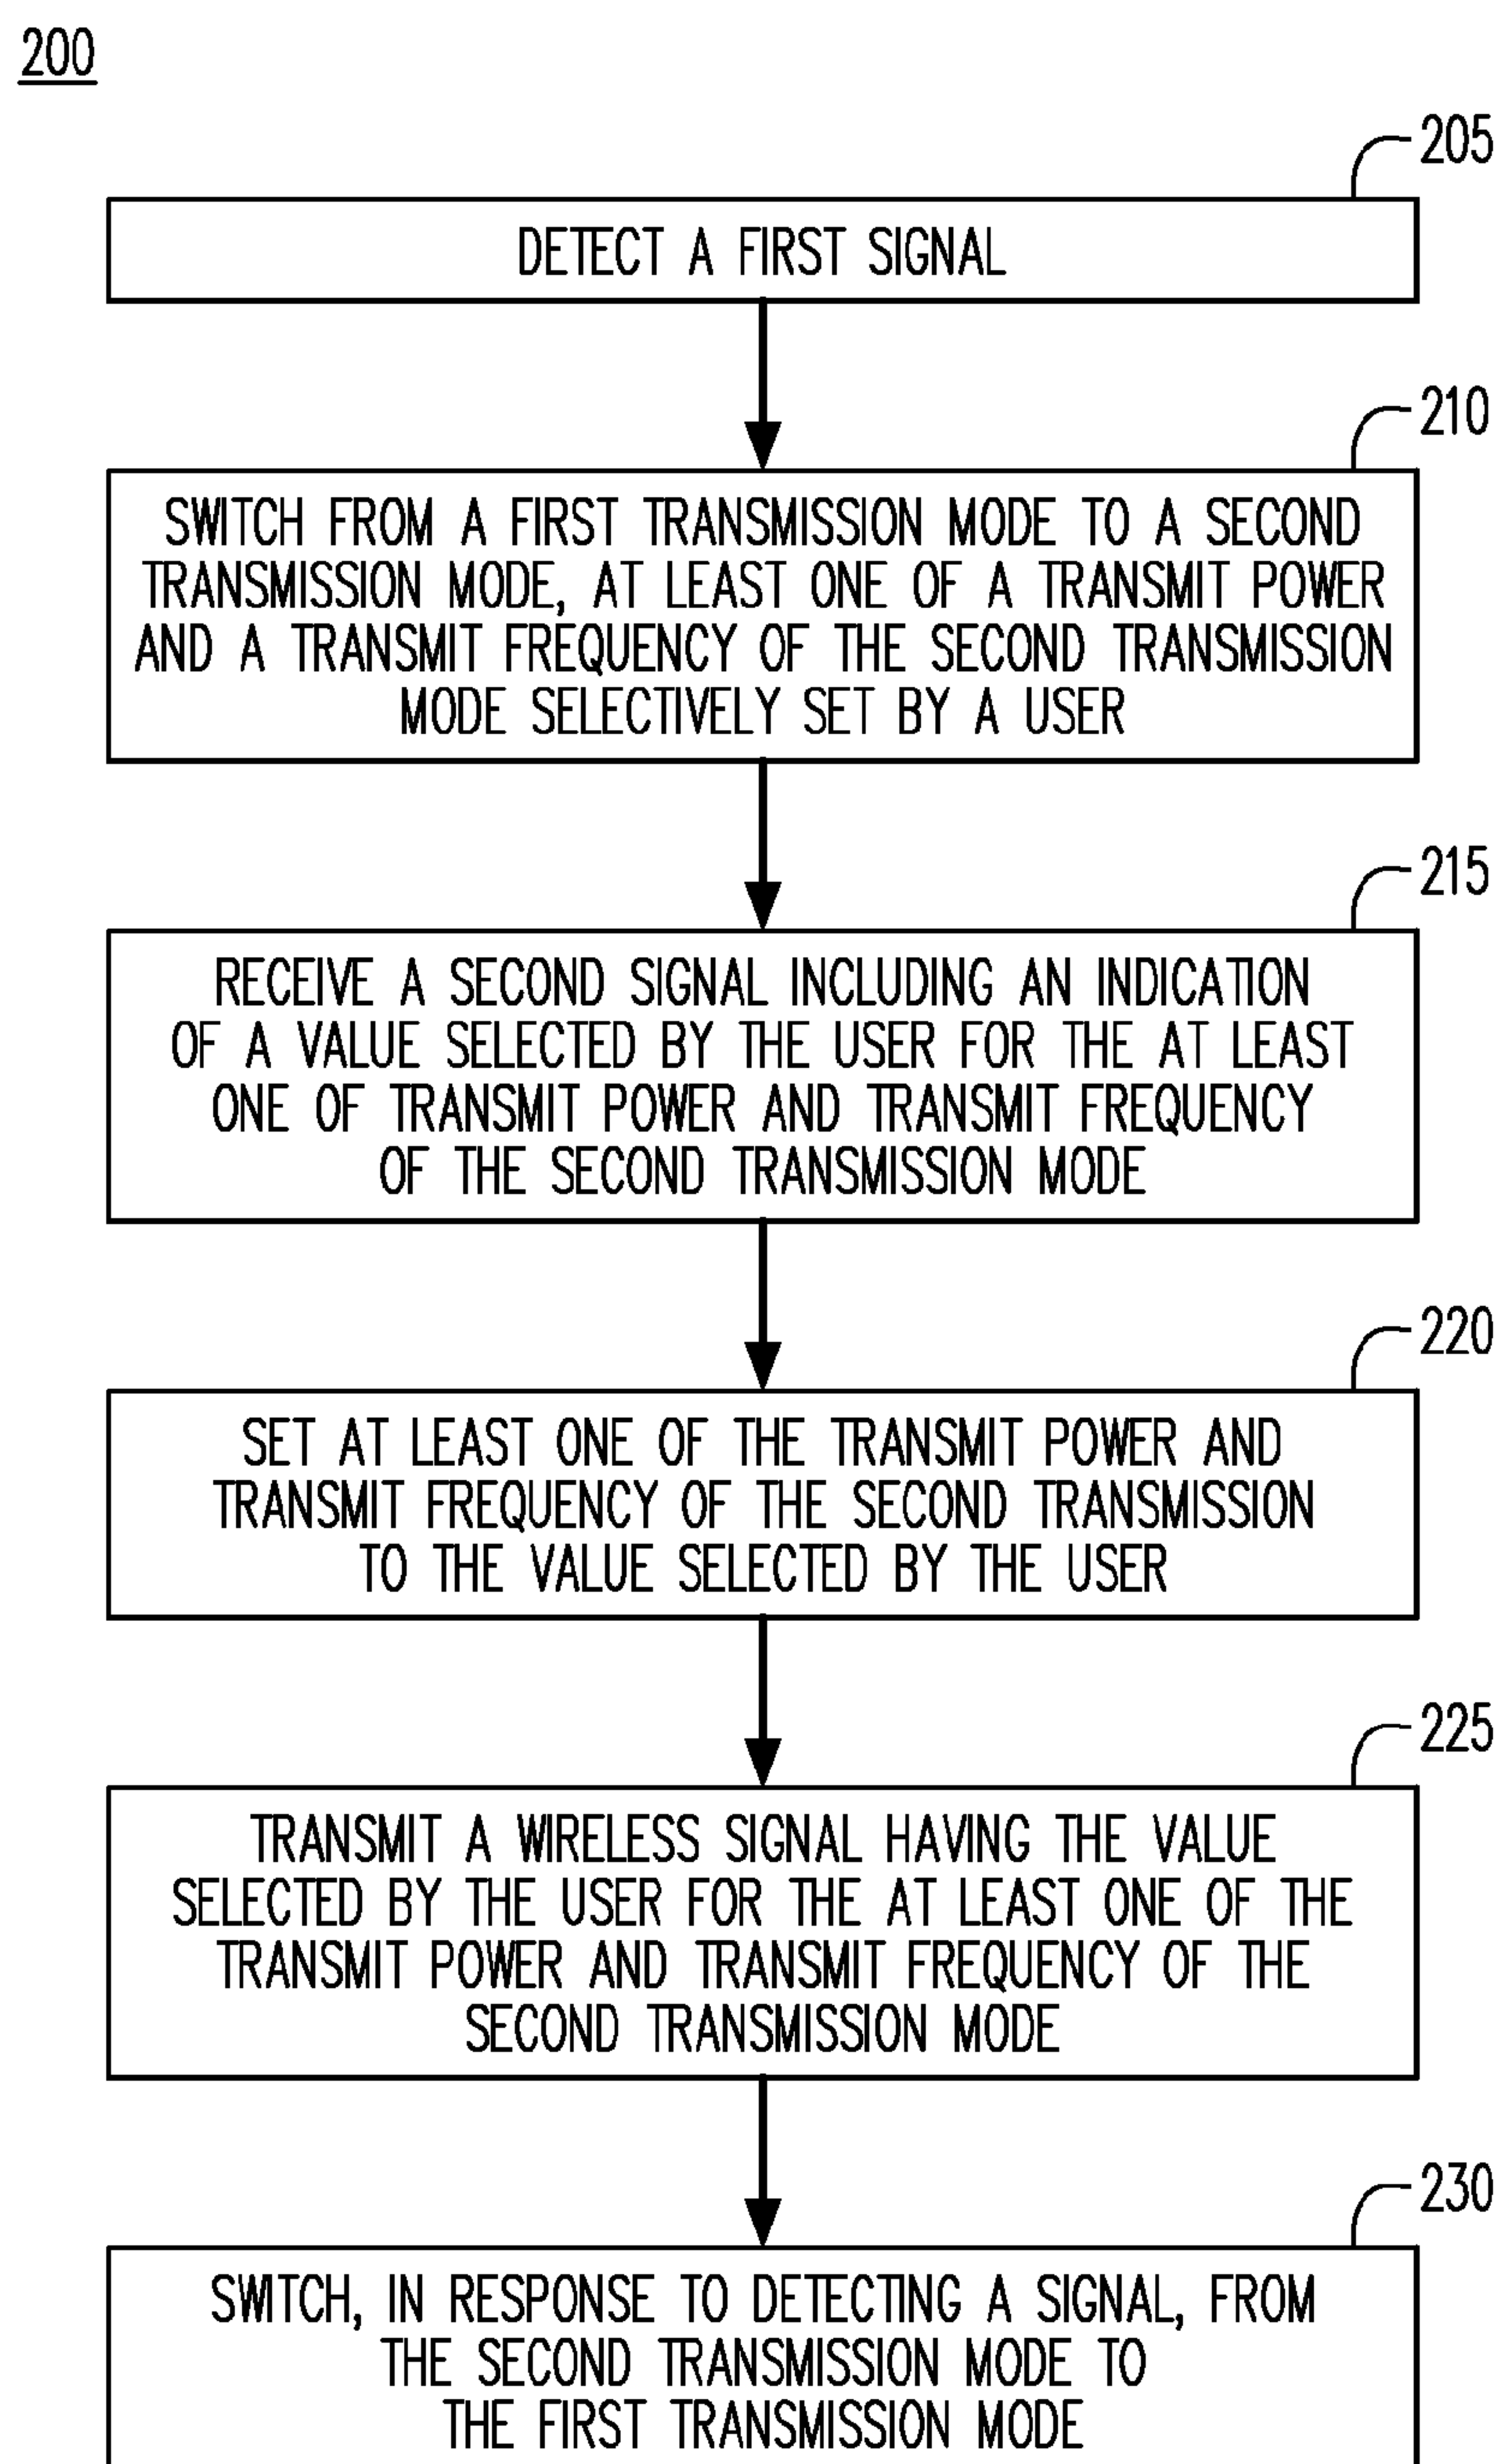 200
205
DETECT A FIRST SIGNAL
210
SWITCH FROM A FIRST TRANSMISSION MODE TO A SECOND
TRANSMISSION MODE, AT LEAST ONE OF A TRANSMIT POWER
AND A TRANSMIT FREQUENCY OF THE SECOND TRANSMISSION
MODE SELECTIVELY SET BY A USER
215
RECEIVE A SECOND SIGNAL INCLUDING AN INDICATION
OF A VALUE SELECTED BY THE USER FOR THE AT LEAST
ONE OF TRANSMIT POWER AND TRANSMIT FREQUENCY
OF THE SECOND TRANSMISSION MODE
220
SET AT LEAST ONE OF THE TRANSMIT POWER AND
TRANSMIT FREQUENCY OF THE SECOND TRANSMISSION
TO THE VALUE SELECTED BY THE USER
225
TRANSMIT A WIRELESS SIGNAL HAVING THE VALUE
SELECTED BY THE USER FOR THE AT LEAST ONE OF THE
TRANSMIT POWER AND TRANSMIT FREQUENCY OF THE
SECOND TRANSMISSION MODE
230
SWITCH, IN RESPONSE TO DETECTING A SIGNAL, FROM
THE SECOND TRANSMISSION MODE TO
THE FIRST TRANSMISSION MODE